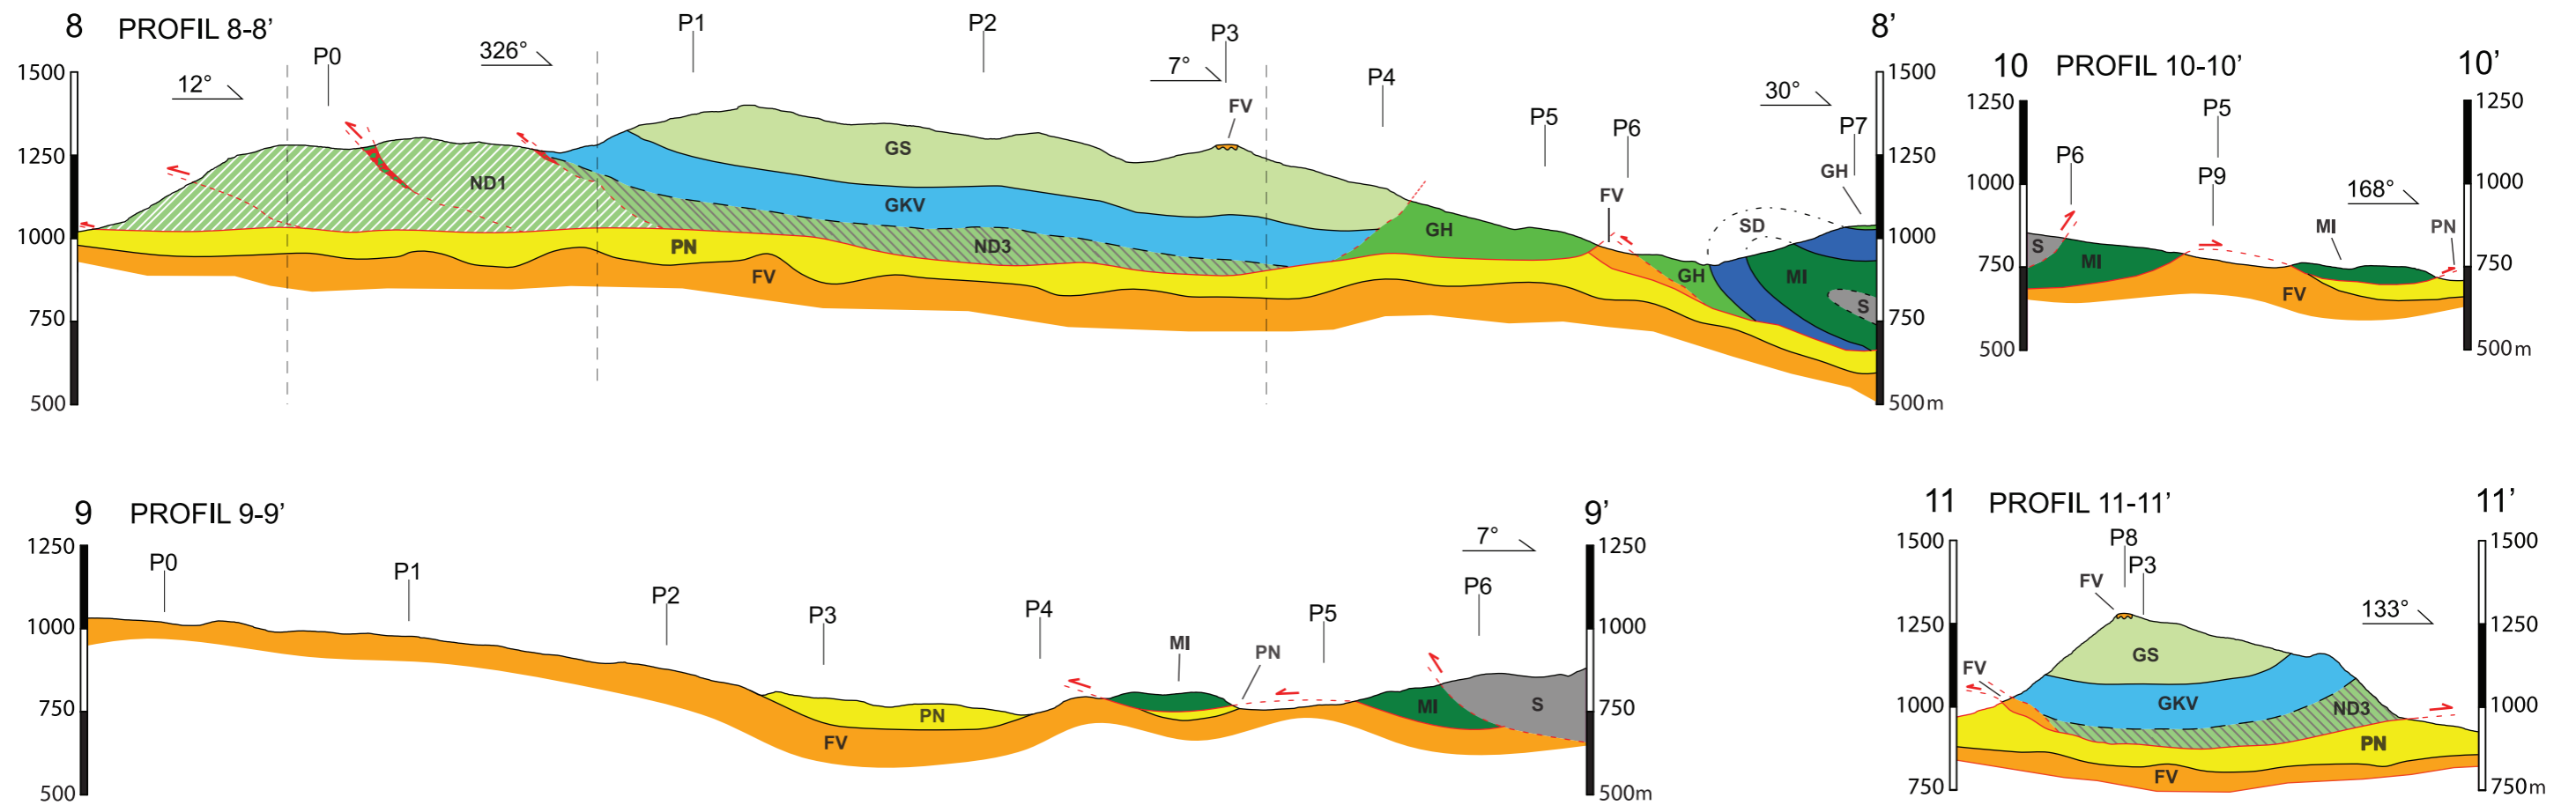 8 PROFIL 8-8’
8’
P0
P1
P2
P3
P4
P5
P6
P7
12°
326°
7°
30°
1500
1250
1000
750
500
1500
1250
1000
750
500m
FV
GS
ND1
GKV
ND3
PN
FV
GH
FV
GH
SD
GH
MI
S
10 PROFIL 10-10’ 10’
1250
1000
750
500
1250
1000
750
500m
P6
P5
P9
168°
S
MI
MI
PN
FV
9 PROFIL 9-9’
9’
1250
1000
750
500
1250
1000
750
500m
P0
P1
P2
P3
P4
P5
P6
7°
MI
PN
PN
FV
MI
S
11 PROFIL 11-11’ 11’
1500
1250
1000
750
1500
1250
1000
750m
P8
P3
FV
133°
GS
FV
GKV
ND3
PN
FV